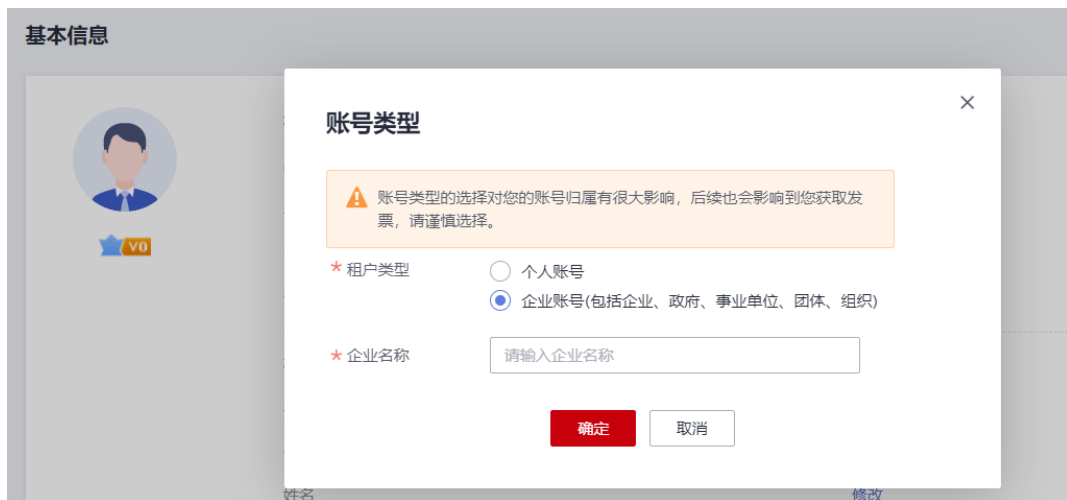 基本信息
账号类型
账号类型的选择对您的账号归属有很大影响，后续也会影响到您获取发
票，请谨慎选择。
V0
* 租户类型
个人账号
企业账号(包括企业、政府、事业单位、团体、组织)
* 企业名称
请输入企业名称
确定
取消
姓名
修改